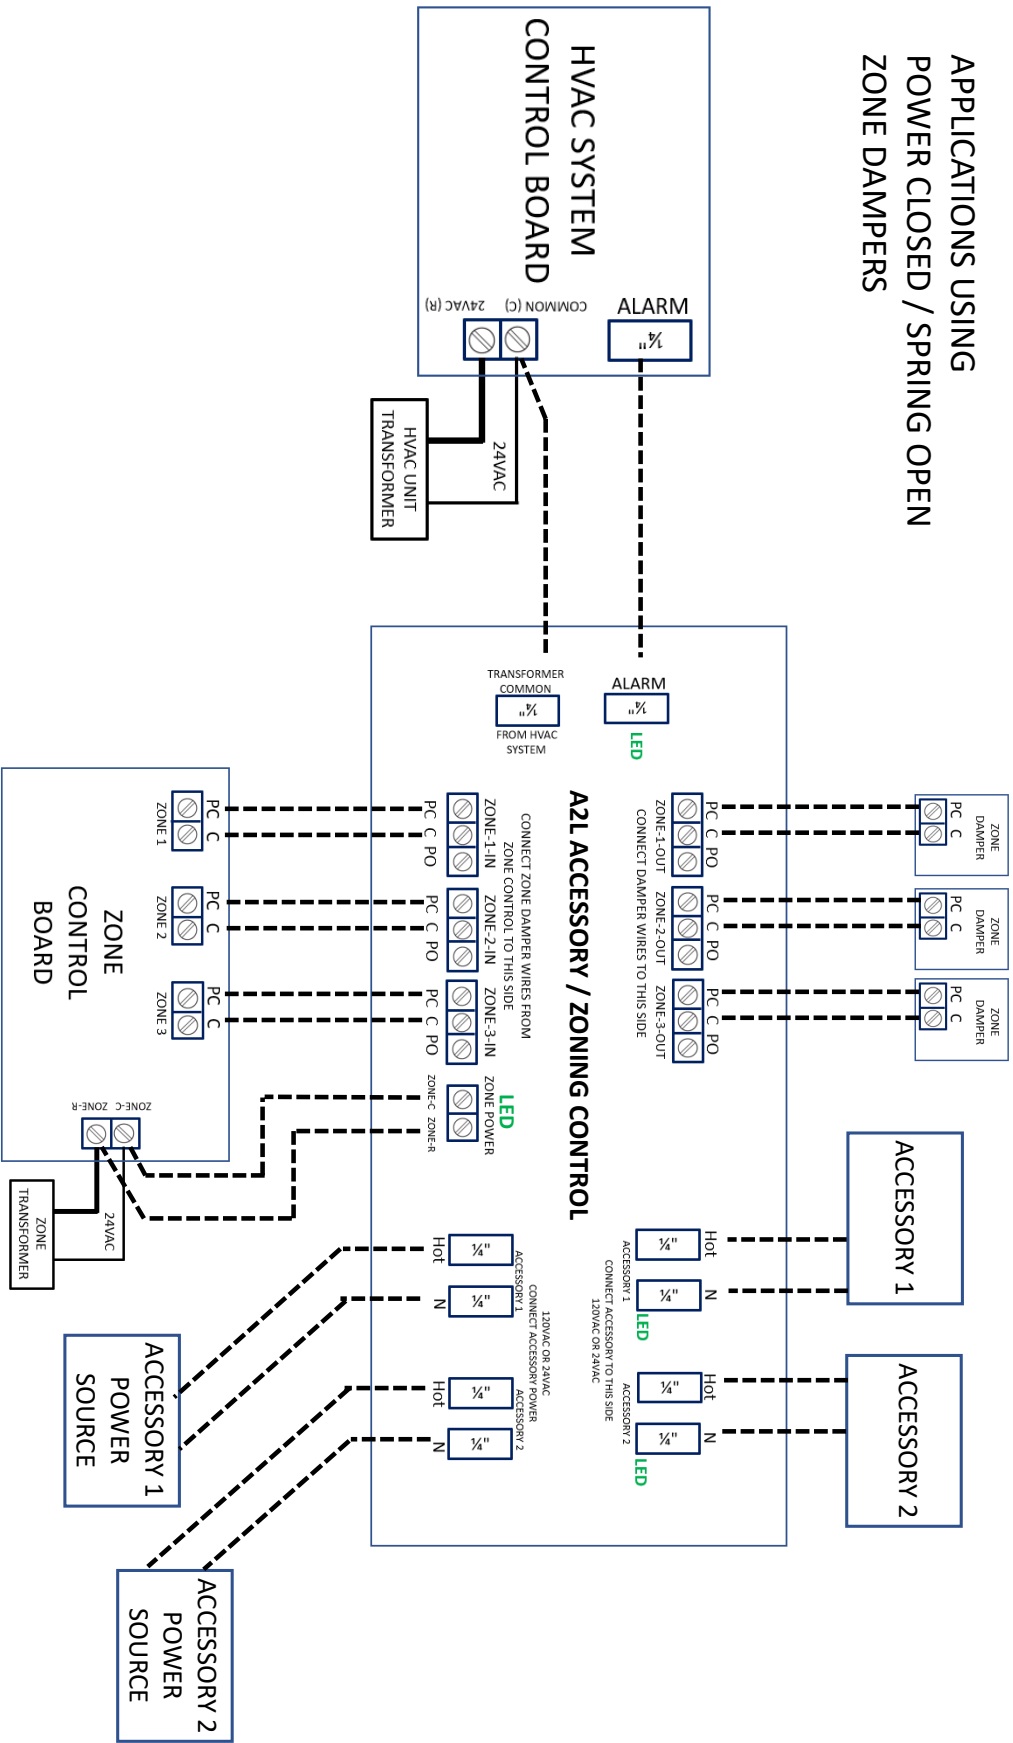 APPLICATIONS USING
POWER CLOSED / SPRING OPEN
ZONE DAMPERS
HVAC SYSTEM
CONTROL BOARD
ALARM
¼"
COMMON (C)
24VAC (R)
24VAC
HVAC UNIT
TRANSFORMER
TRANSFORMER
COMMON
¼"
FROM HVAC
SYSTEM
ALARM
¼"
LED
A2L ACCESSORY / ZONING CONTROL
ZONE
DAMPER
PC C
ZONE
DAMPER
PC C
ZONE
DAMPER
PC C
PC C PO
ZONE-1-OUT
PC C PO
ZONE-2-OUT
PC C PO
ZONE-3-OUT
CONNECT DAMPER WIRES TO THIS SIDE
CONNECT ZONE DAMPER WIRES FROM
ZONE CONTROL TO THIS SIDE
ZONE-1-IN
PC C PO
ZONE-2-IN
PC C PO
ZONE-3-IN
PC C PO
LED
ZONE POWER
ZONE-C ZONE-R
PC C
ZONE 1
PC C
ZONE 2
PC C
ZONE 3
ZONE
CONTROL
BOARD
ZONE-R ZONE-C
24VAC
ZONE
TRANSFORMER
ACCESSORY 1
ACCESSORY 2
Hot N
¼" ¼"
ACCESSORY 1
LED
Hot N
¼" ¼"
ACCESSORY 2
LED
CONNECT ACCESSORY TO THIS SIDE
120VAC OR 24VAC
120VAC OR 24VAC
CONNECT ACCESSORY POWER
ACCESSORY 1
¼" ¼"
Hot N
ACCESSORY 2
¼" ¼"
Hot N
ACCESSORY 1
POWER
SOURCE
ACCESSORY 2
POWER
SOURCE